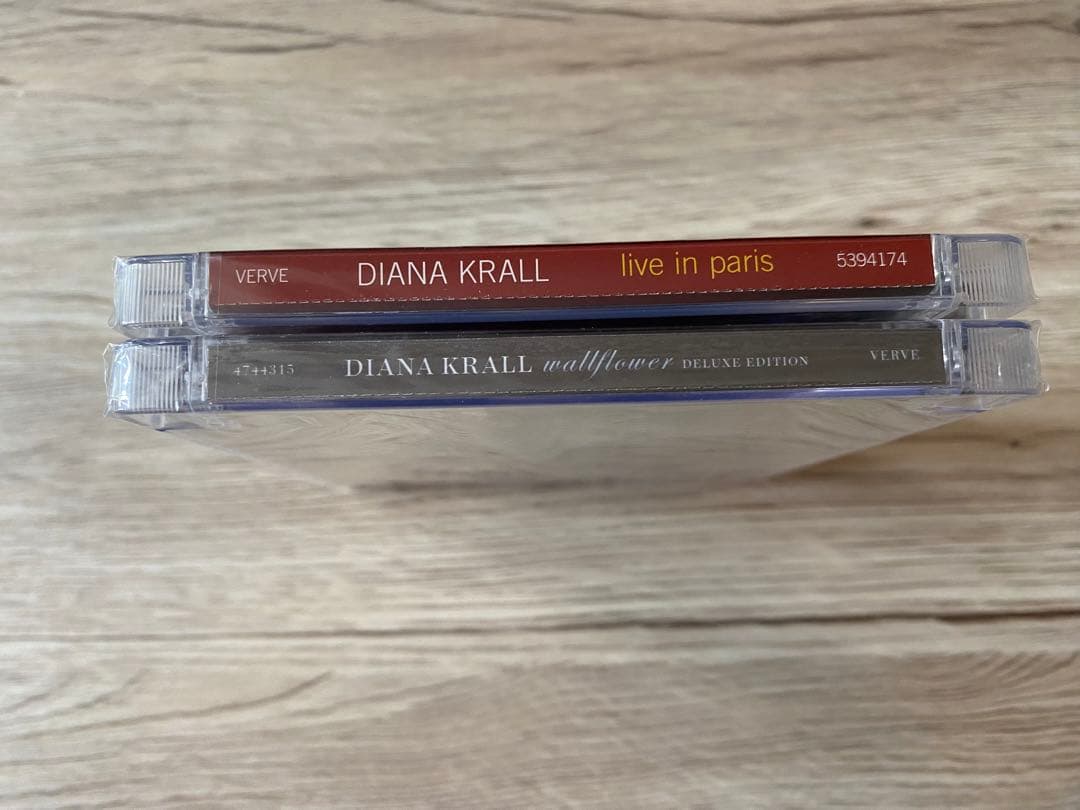 VERVE DIANA KRALL live in paris 5394174
4744315 DIANA KRALL wallflower DELUXE EDITION VERVE